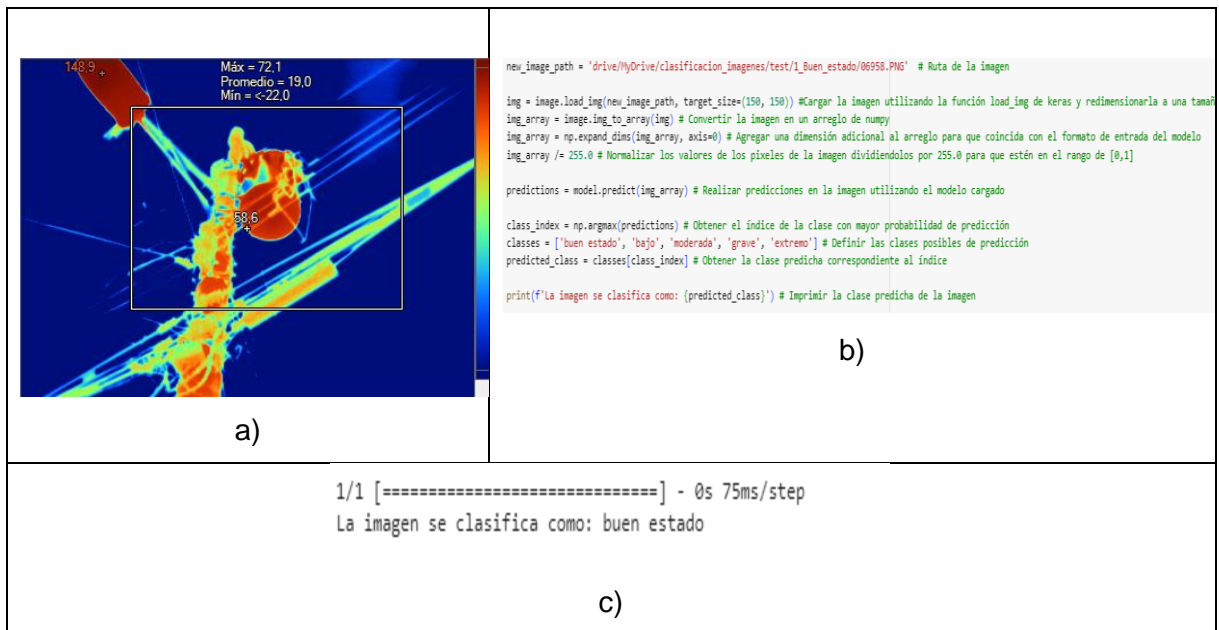 148,9
Máx = 72,1
Promedio = 19,0
Mín = <-22,0
58,6
a)
new_image_path = 'drive/MyDrive/clasificacion_imagenes/test/1_Buen_estado/06958.PNG' # Ruta de la imagen
img = image.load_img(new_image_path, target_size=(150, 150)) #Cargar la imagen utilizando la función load_img de keras y redimensionarla a una tamañ
img_array = image.img_to_array(img) # Convertir la imagen en un arreglo de numpy
img_array = np.expand_dims(img_array, axis=0) # Agregar una dimensión adicional al arreglo para que coincida con el formato de entrada del modelo
img_array /= 255.0 # Normalizar los valores de los pixeles de la imagen dividiendolos por 255.0 para que estén en el rango de [0,1]
predictions = model.predict(img_array) # Realizar predicciones en la imagen utilizando el modelo cargado
class_index = np.argmax(predictions) # Obtener el índice de la clase con mayor probabilidad de predicción
classes = ['buen estado', 'bajo', 'moderada', 'grave', 'extremo'] # Definir las clases posibles de predicción
predicted_class = classes[class_index] # Obtener la clase predicha correspondiente al índice
print(f'La imagen se clasifica como: {predicted_class}') # Imprimir la clase predicha de la imagen
b)
1/1 [==============================] - 0s 75ms/step
La imagen se clasifica como: buen estado
c)